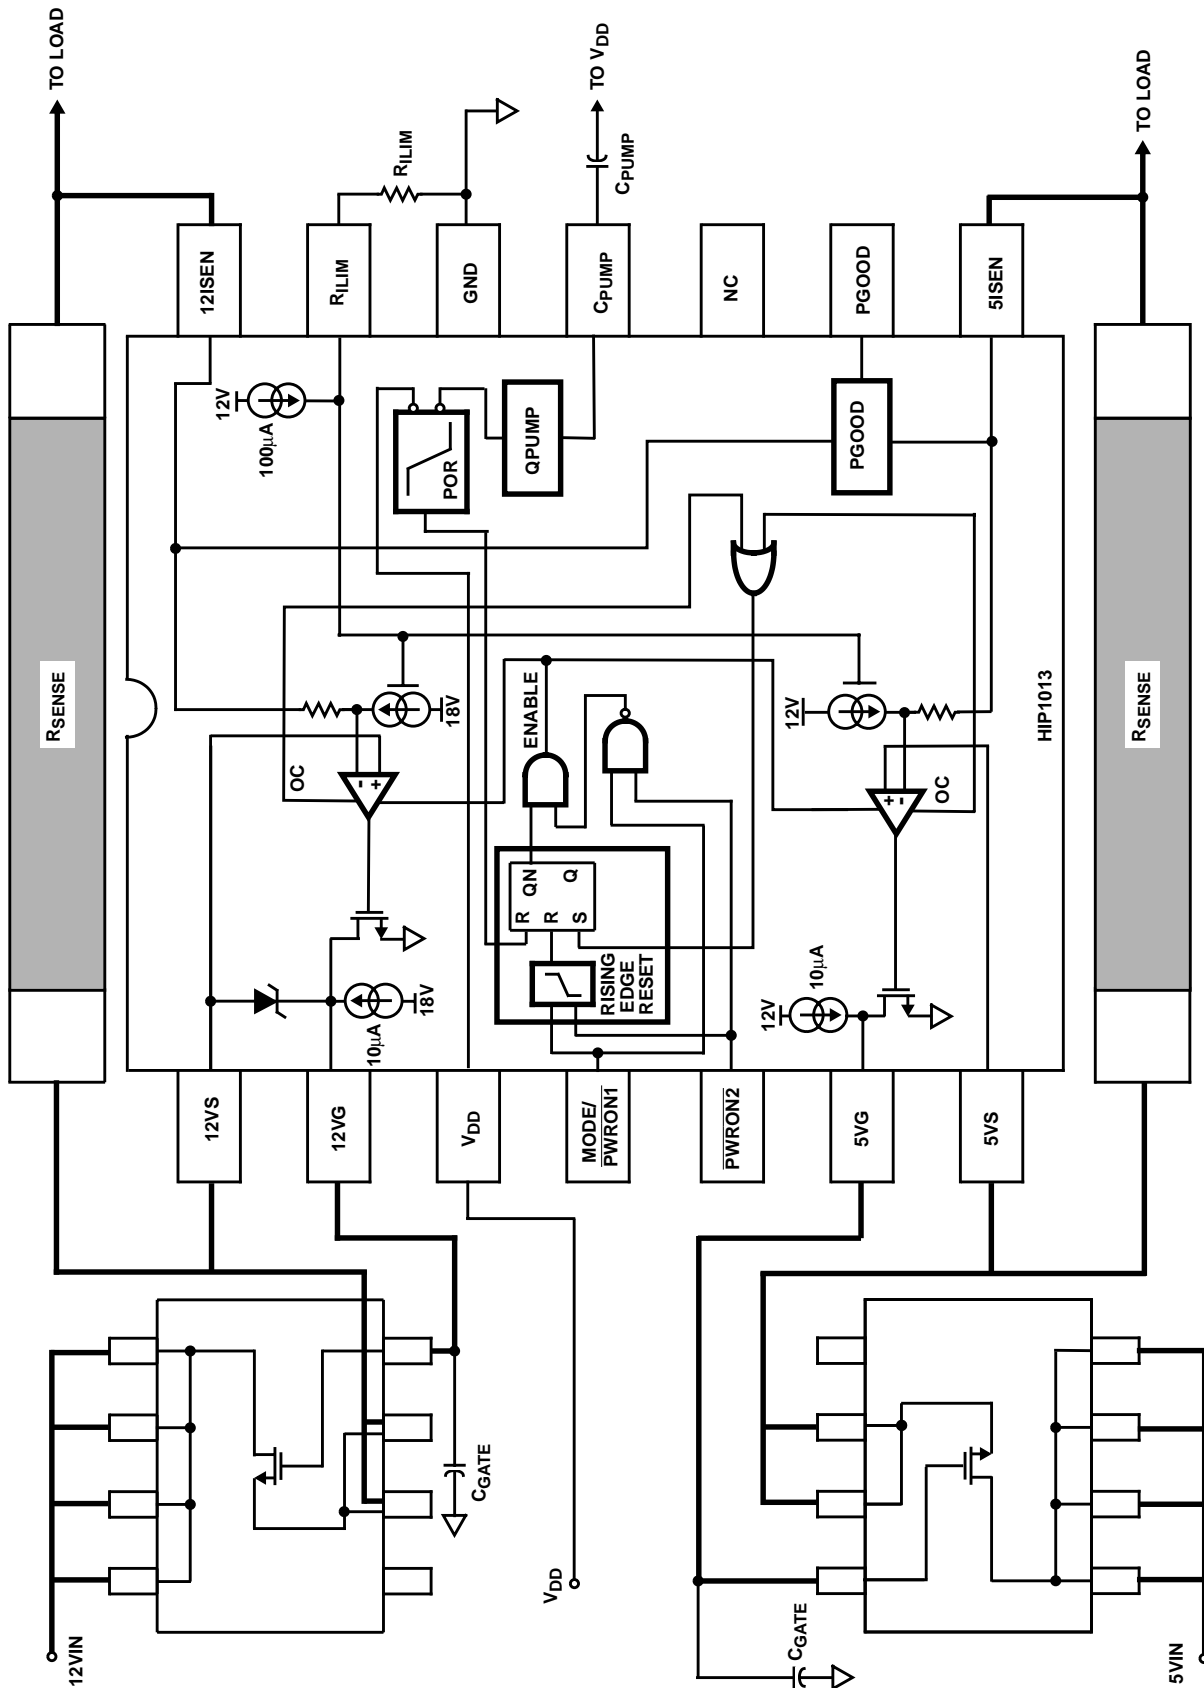 TO LOAD
TO VDD
TO LOAD
RILIM
CPUMP
12ISEN
RILIM
GND
CPUMP
NC
PGOOD
5ISEN
12V
100µA
POR
QPUMP
PGOOD
RSENSE
18V
ENABLE
12V
HIP1013
RSENSE
OC
-
+
+
-
OC
QN
Q
R
R
S
10µA
18V
RISING
EDGE
RESET
12V
10µA
12VS
12VG
VDD
MODE/
PWRON1
PWRON2
5VG
5VS
CGATE
VDD
CGATE
12VIN
5VIN